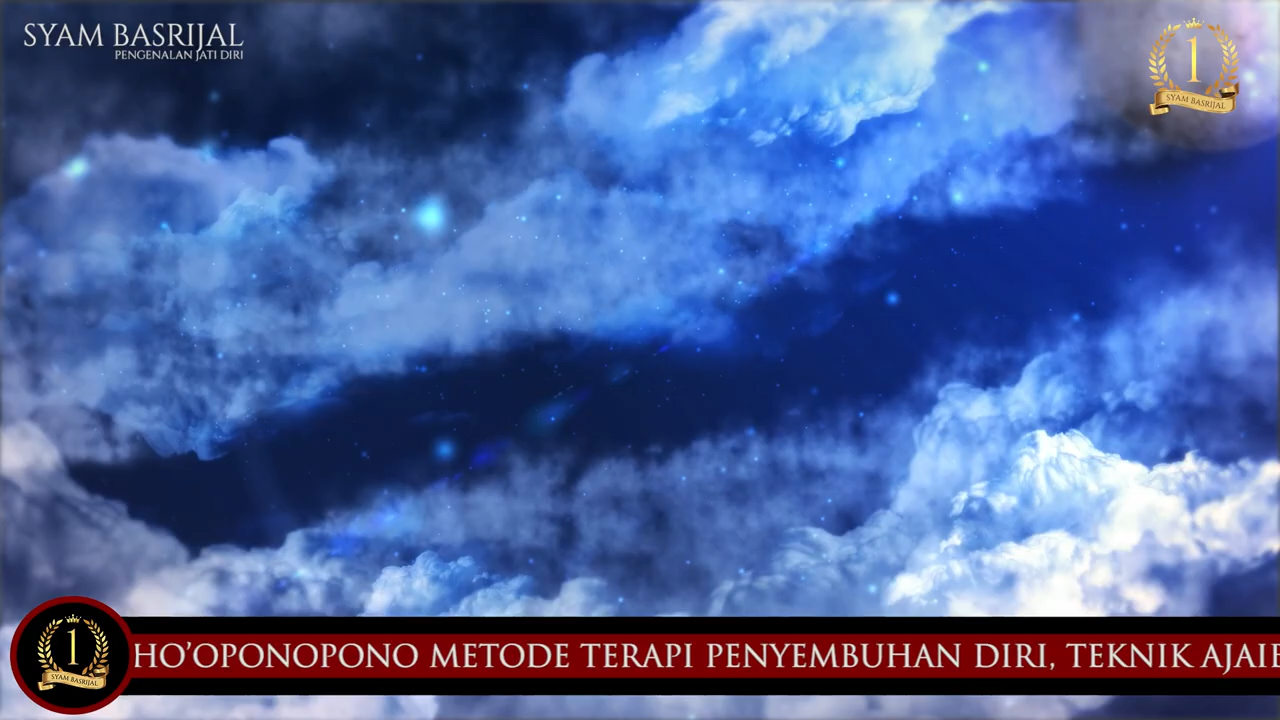 SYAM BASRIJAL
PENGENALAN JATI DIRI
1
SYAM BASRIJAL
1
SYAM BASRIJAL
HO'OPONOPONO METODE TERAPI PENYEMBUHAN DIRI, TEKNIK